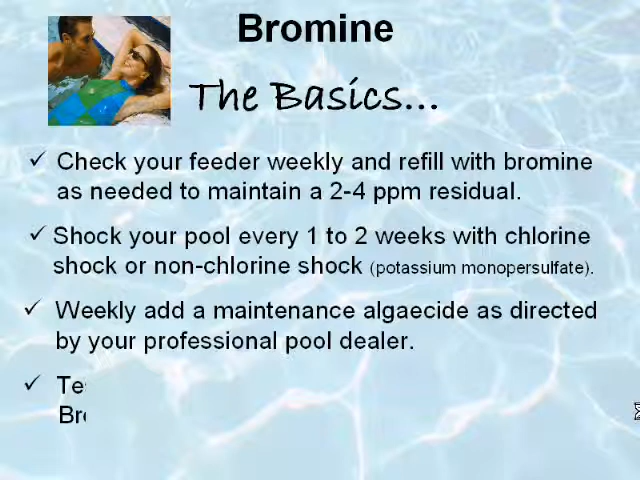 Bromine
The Basics...
✓ Check your feeder weekly and refill with bromine
as needed to maintain a 2-4 ppm residual.
✓ Shock your pool every 1 to 2 weeks with chlorine
shock or non-chlorine shock (potassium monopersulfate).
✓ Weekly add a maintenance algaecide as directed
by your professional pool dealer.